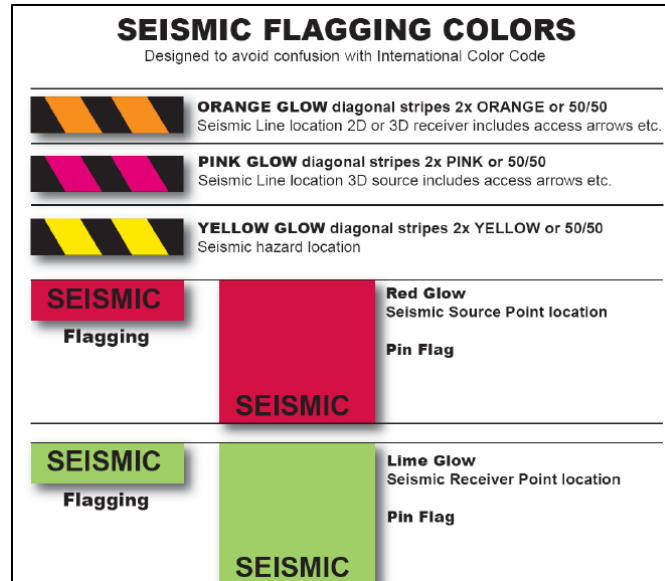 SEISMIC FLAGGING COLORS
Designed to avoid confusion with International Color Code
ORANGE GLOW diagonal stripes 2x ORANGE or 50/50
Seismic Line location 2D or 3D receiver includes access arrows etc.
PINK GLOW diagonal stripes 2x PINK or 50/50
Seismic Line location 3D source includes access arrows etc.
YELLOW GLOW diagonal stripes 2x YELLOW or 50/50
Seismic hazard location
SEISMIC
Flagging
SEISMIC
Red Glow
Seismic Source Point location
Pin Flag
SEISMIC
Flagging
SEISMIC
Lime Glow
Seismic Receiver Point location
Pin Flag